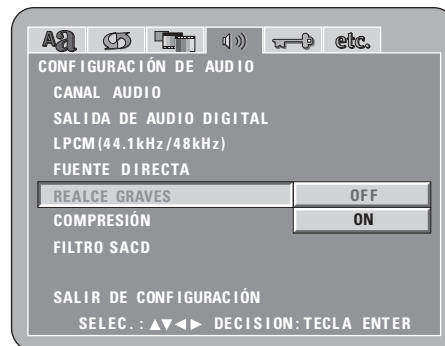 Aa etc.
CONFIGURACIÓN DE AUDIO
CANAL AUDIO
SALIDA DE AUDIO DIGITAL
LPCM(44.1kHz/48kHz)
FUENTE DIRECTA
REALCE GRAVES OFF
COMPRESIÓN ON
FILTRO SACD
SALIR DE CONFIGURACIÓN
SELEC.:▲▼◀▶ DECISION:TECLA ENTER